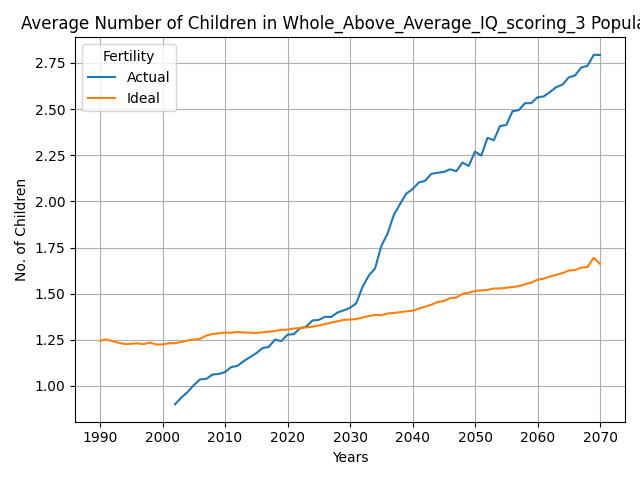 Average Number of Children in Whole_Above_Average_IQ_scoring_3 Popula
Fertility
Actual
Ideal
No. of Children
2.75
2.50
2.25
2.00
1.75
1.50
1.25
1.00
1990 2000 2010 2020 2030 2040 2050 2060 2070
Years